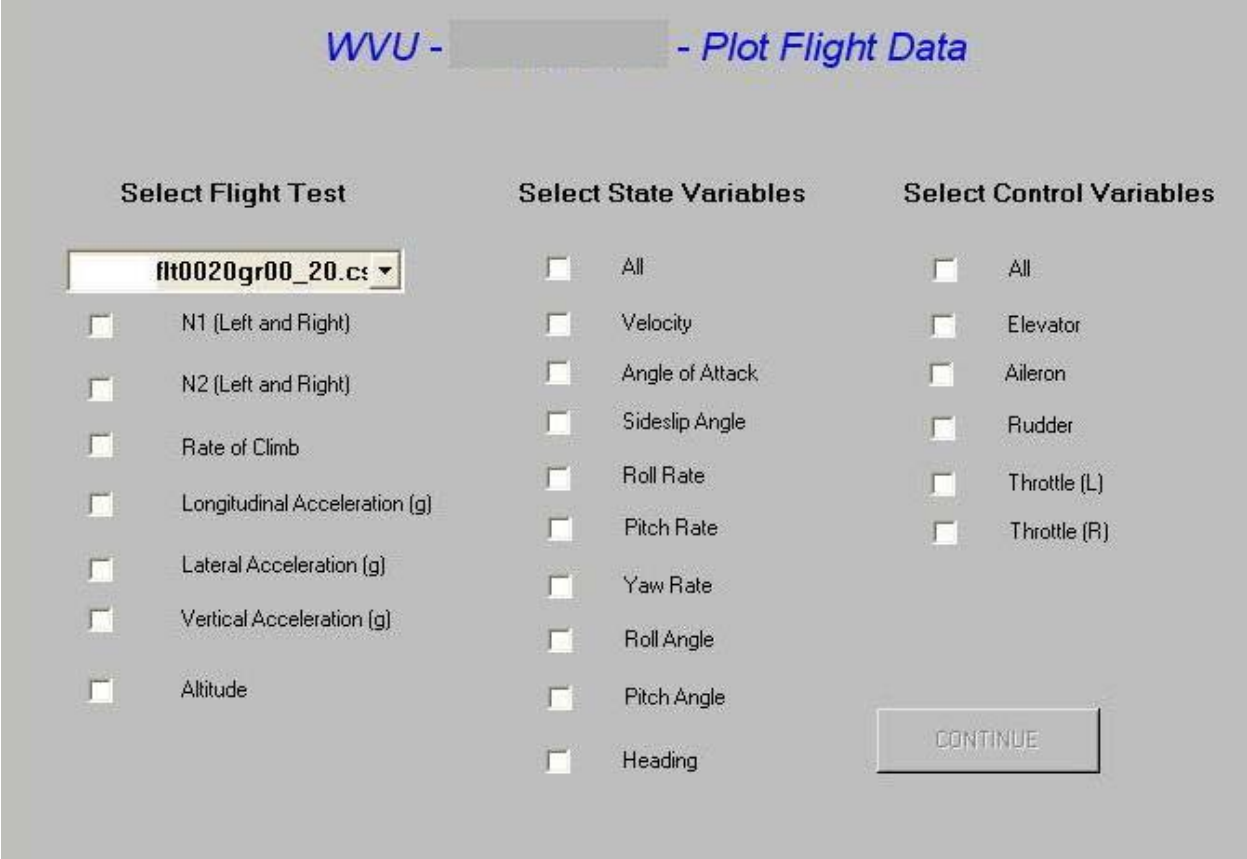 WVU - - Plot Flight Data
Select Flight Test
flt0020gr00_20.cs
N1 (Left and Right)
N2 (Left and Right)
Rate of Climb
Longitudinal Acceleration (g)
Lateral Acceleration (g)
Vertical Acceleration (g)
Altitude
Select State Variables
All
Velocity
Angle of Attack
Sideslip Angle
Roll Rate
Pitch Rate
Yaw Rate
Roll Angle
Pitch Angle
Heading
Select Control Variables
All
Elevator
Aileron
Rudder
Throttle (L)
Throttle (R)
CONTINUE